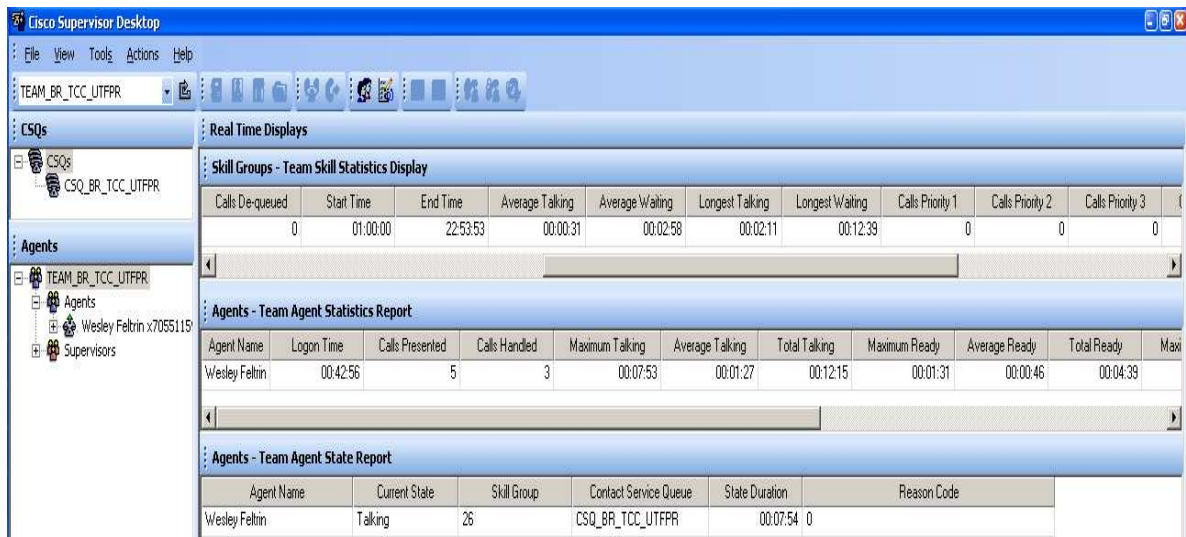 Cisco Supervisor Desktop
File View Tools Actions Help
TEAM_BR_TCC_UTFPR
CSQs
CSQs
CSQ_BR_TCC_UTFPR
Agents
TEAM_BR_TCC_UTFPR
Agents
Wesley Feltrin x7055115
Supervisors
Real Time Displays
Skill Groups - Team Skill Statistics Display
Calls De-queued Start Time End Time Average Talking Average Waiting Longest Talking Longest Waiting Calls Priority 1 Calls Priority 2 Calls Priority 3
0 01:00:00 22:53:53 00:00:31 00:02:58 00:02:11 00:12:39 0 0 0
Agents - Team Agent Statistics Report
Agent Name Logon Time Calls Presented Calls Handled Maximum Talking Average Talking Total Talking Maximum Ready Average Ready Total Ready Maxi
Wesley Feltrin 00:42:56 5 3 00:07:53 00:01:27 00:12:15 00:01:31 00:00:46 00:04:39
Agents - Team Agent State Report
Agent Name Current State Skill Group Contact Service Queue State Duration Reason Code
Wesley Feltrin Talking 26 CSQ_BR_TCC_UTFPR 00:07:54 0